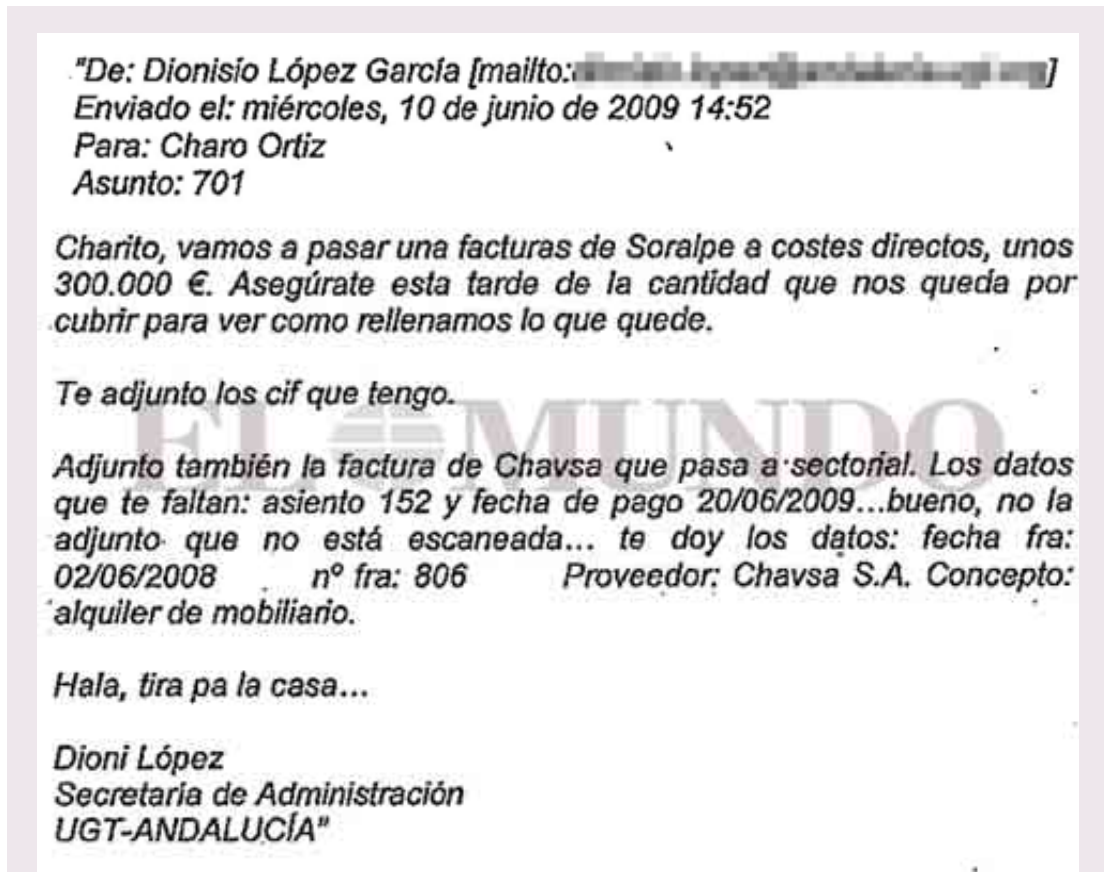 "De: Dionisio López García [mailto:]
Enviado el: miércoles, 10 de junio de 2009 14:52
Para: Charo Ortiz
Asunto: 701
Charito, vamos a pasar una facturas de Soralpe a costes directos, unos
300.000 €. Asegúrate esta tarde de la cantidad que nos queda por
cubrir para ver como rellenamos lo que quede.
Te adjunto los cif que tengo.
EL MUNDO
Adjunto también la factura de Chavsa que pasa a sectorial. Los datos
que te faltan: asiento 152 y fecha de pago 20/06/2009...bueno, no la
adjunto que no está escaneada... te doy los datos: fecha fra:
02/06/2008 nº fra: 806 Proveedor: Chavsa S.A. Concepto:
alquiler de mobiliario.
Hala, tira pa la casa...
Dioni López
Secretaria de Administración
UGT-ANDALUCÍA"